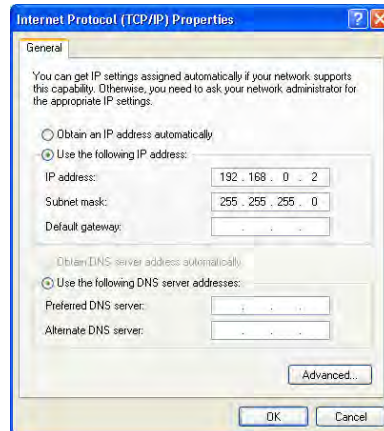 Internet Protocol (TCP/IP) Properties
General
You can get IP settings assigned automatically if your network supports
this capability. Otherwise, you need to ask your network administrator for
the appropriate IP settings.
Obtain an IP address automatically
Use the following IP address:
IP address: 192 . 168 . 0 . 2
Subnet mask: 255 . 255 . 255 . 0
Default gateway: . . .
Obtain DNS server address automatically
Use the following DNS server addresses:
Preferred DNS server: . . .
Alternate DNS server: . . .
Advanced...
OK Cancel